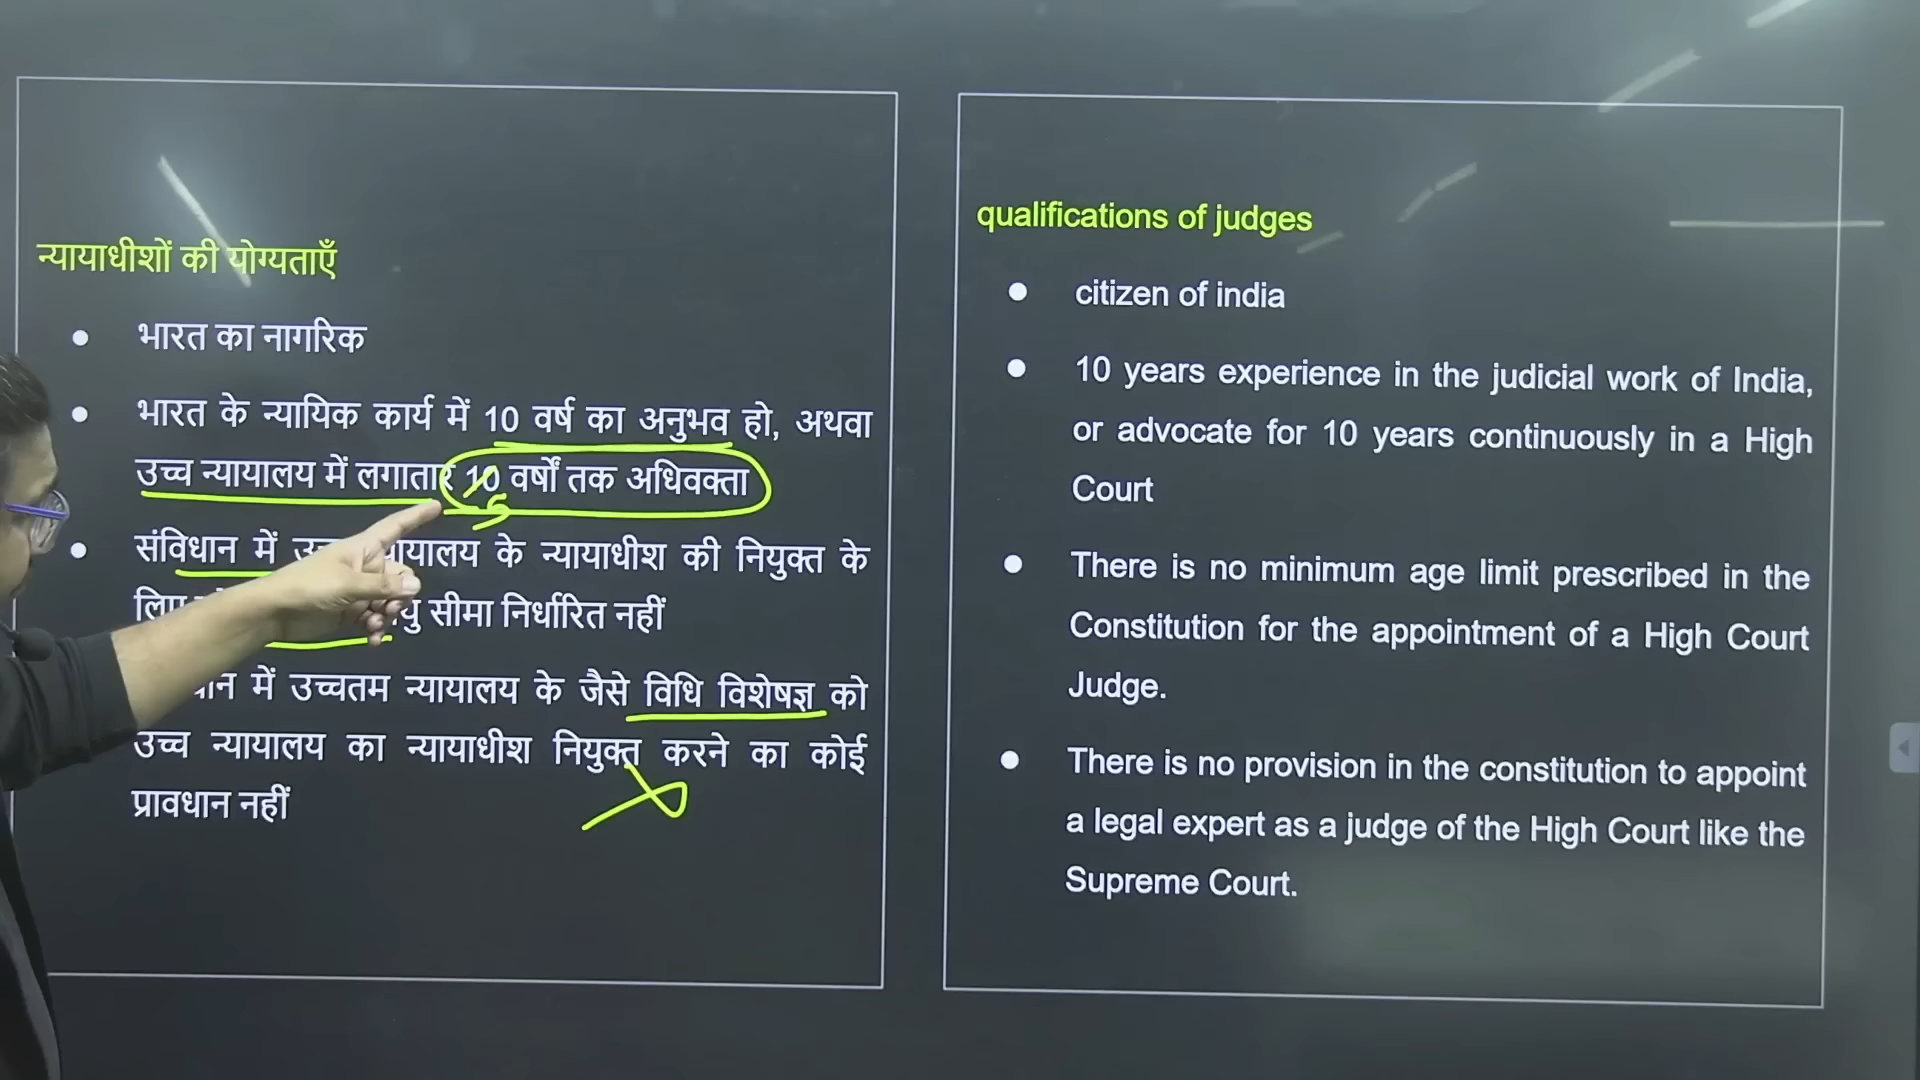 न्यायाधीशों की योग्यताएँ
भारत का नागरिक
भारत के न्यायिक कार्य में 10 वर्ष का अनुभव हो, अथवा
उच्च न्यायालय में लगातार 10 वर्षों तक अधिवक्ता
5
संविधान में के न्यायाधीश की नियुक्त के
सीमा निर्धारित नहीं
में उच्चतम न्यायालय के जैसे विधि विशेषज्ञ को
उच्च न्यायालय का न्यायाधीश नियुक्त करने का कोई
प्रावधान नहीं
qualifications of judges
citizen of india
10 years experience in the judicial work of India,
or advocate for 10 years continuously in a High
Court
There is no minimum age limit prescribed in the
Constitution for the appointment of a High Court
Judge.
There is no provision in the constitution to appoint
a legal expert as a judge of the High Court like the
Supreme Court.